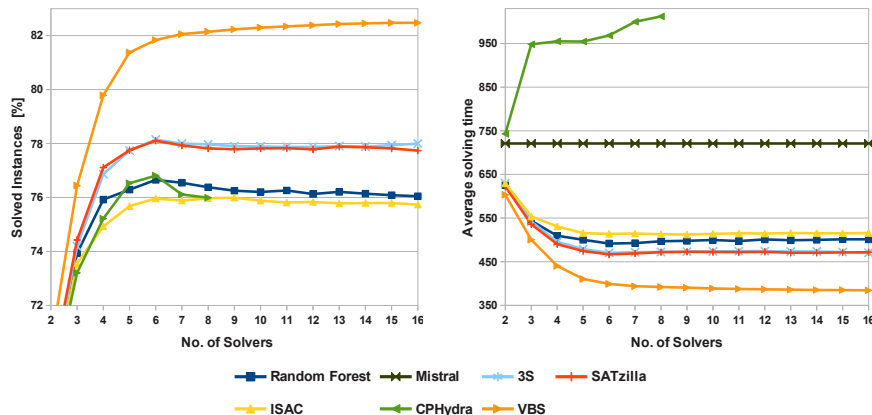 Solved Instances [%]
82
80
78
76
74
72
2 3 4 5 6 7 8 9 10 11 12 13 14 15 16
No. of Solvers
Average solving time
950
850
750
650
550
450
350
2 3 4 5 6 7 8 9 10 11 12 13 14 15 16
No. of Solvers
Random Forest Mistral 3S SATzilla
ISAC CPHydra VBS